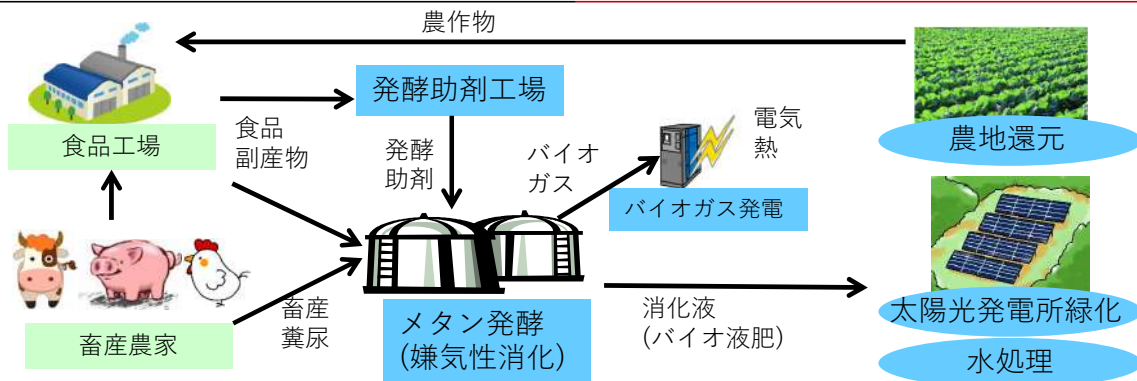 農作物
発酵助剤工場
食品工場
食品
副産物
発酵
助剤
バイオ
ガス
電気
熱
バイオガス発電
農地還元
畜産農家
畜産
糞尿
メタン発酵
(嫌気性消化)
消化液
(バイオ液肥)
太陽光発電所緑化
水処理